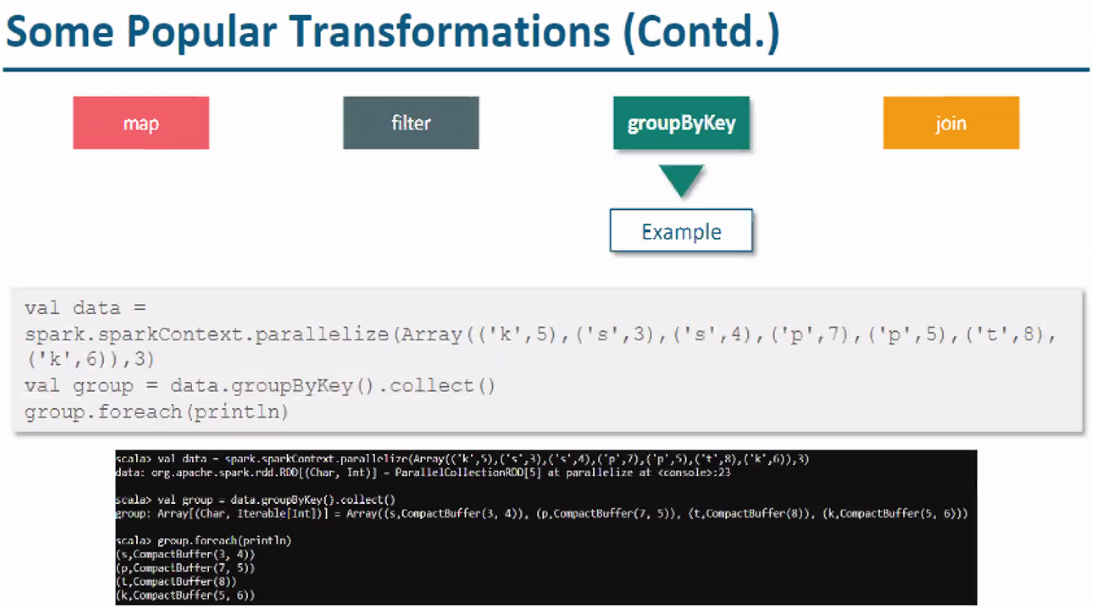 Some Popular Transformations (Contd.)
map
filter
groupByKey
join
Example
val data =
spark.sparkContext.parallelize(Array(('k',5),('s',3),('s',4),('p',7),('p',5),('t',8),
('k',6)),3)
val group = data.groupByKey().collect()
group.foreach(println)
scala> val data = spark.sparkContext.parallelize(Array(('k',5),('s',3),('s',4),('p',7),('p',5),('t',8),('k',6)),3)
data: org.apache.spark.rdd.RDD[(Char, Int)] = ParallelCollectionRDD[5] at parallelize at <console>:23
scala> val group = data.groupByKey().collect()
group: Array[(Char, Iterable[Int])] = Array((s,CompactBuffer(3, 4)), (p,CompactBuffer(7, 5)), (t,CompactBuffer(8)), (k,CompactBuffer(5, 6)))
scala> group.foreach(println)
(s,CompactBuffer(3, 4))
(p,CompactBuffer(7, 5))
(t,CompactBuffer(8))
(k,CompactBuffer(5, 6))